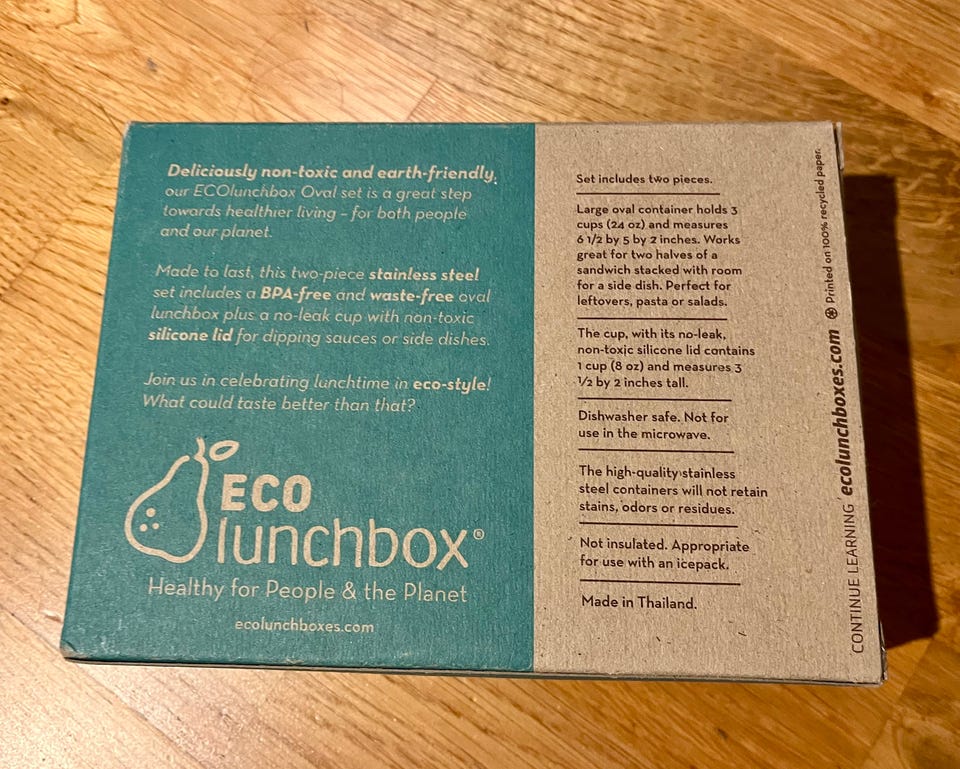 Deliciously non-toxic and earth-friendly,
our ECOlunchbox Oval set is a great step
towards healthier living – for both people
and our planet.
Made to last, this two-piece stainless steel
set includes a BPA-free and waste-free oval
lunchbox plus a no-leak cup with non-toxic
silicone lid for dipping sauces or side dishes.
Join us in celebrating lunchtime in eco-style!
What could taste better than that?
ECO
lunchbox®
Healthy for People & the Planet
ecolunchboxes.com
Set includes two pieces.
Large oval container holds 3
cups (24 oz) and measures
6 1/2 by 5 by 2 inches. Works
great for two halves of a
sandwich stacked with room
for a side dish. Perfect for
leftovers, pasta or salads.
The cup, with its no-leak,
non-toxic silicone lid contains
1 cup (8 oz) and measures 3
1/2 by 2 inches tall.
Dishwasher safe. Not for
use in the microwave.
The high-quality stainless
steel containers will not retain
stains, odors or residues.
Not insulated. Appropriate
for use with an icepack.
Made in Thailand.
CONTINUE LEARNING ecolunchboxes.com Printed on 100% recycled paper.